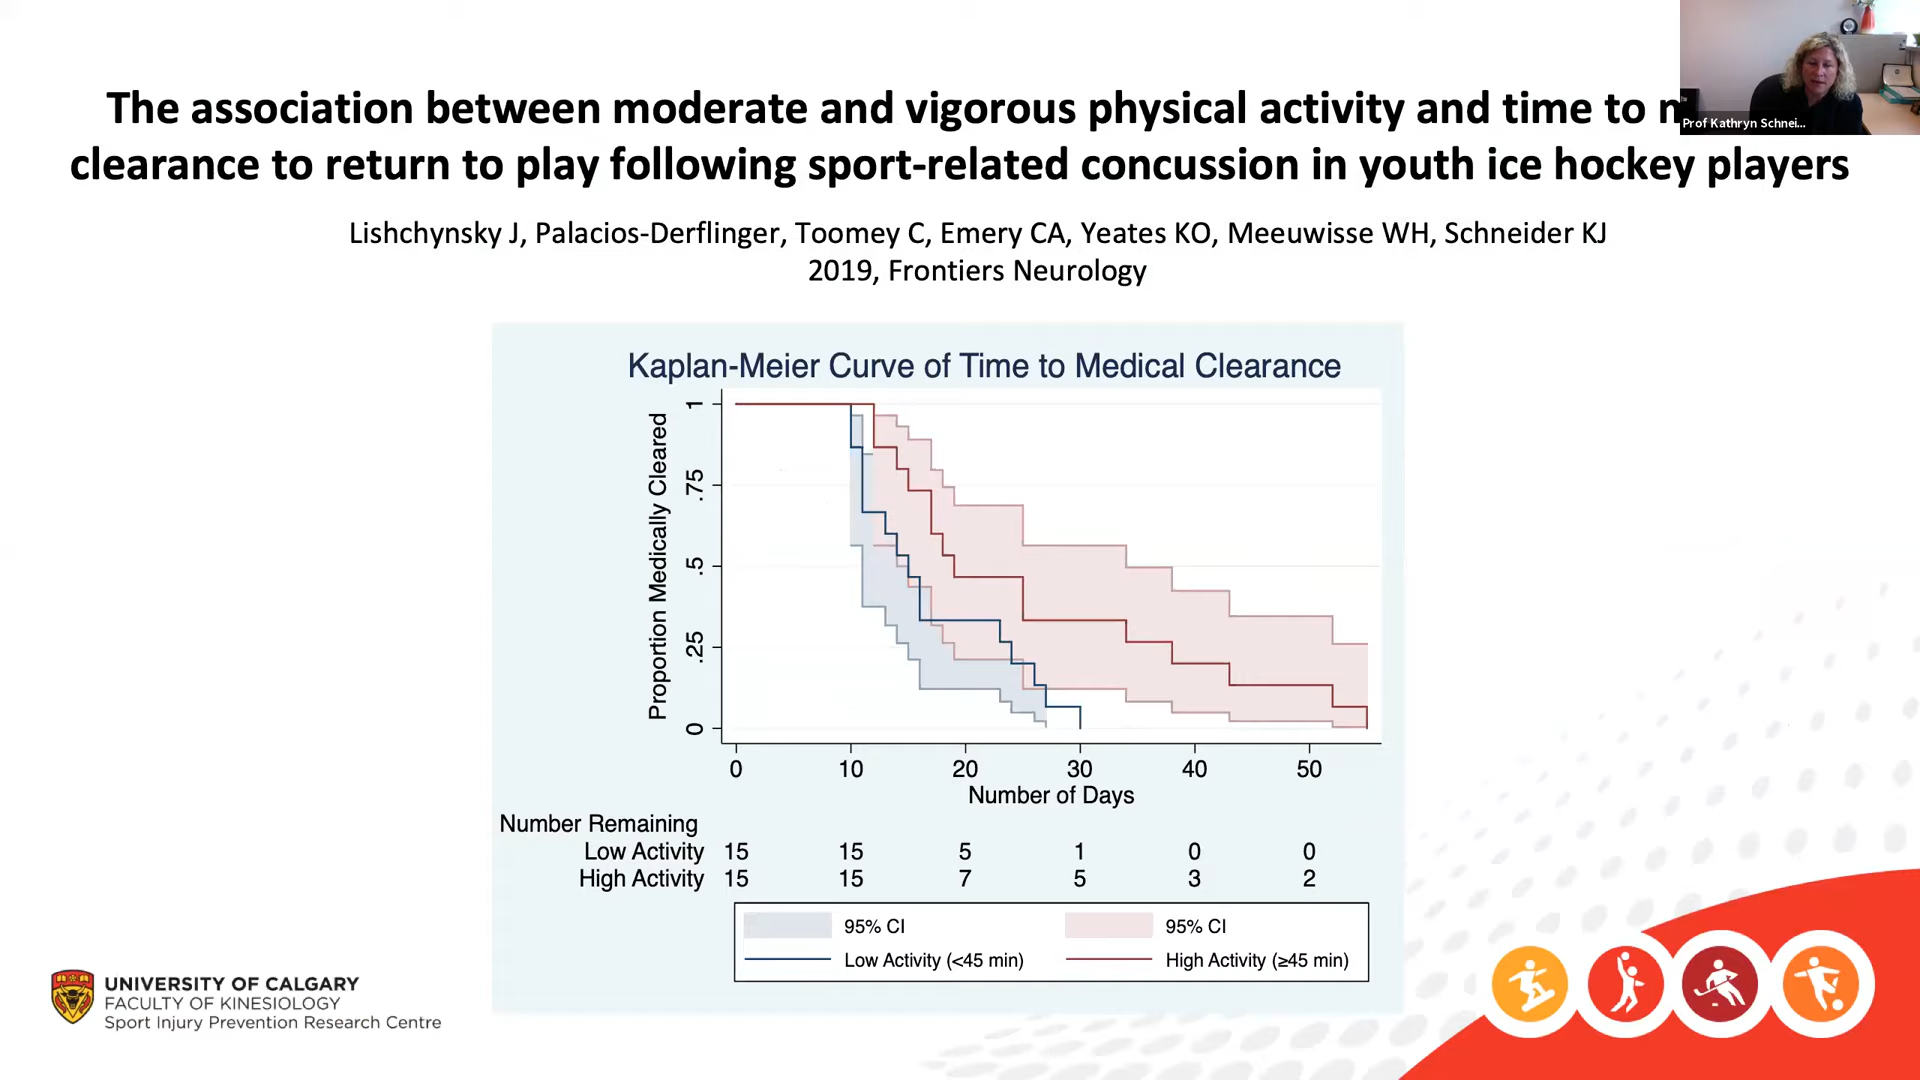 The association between moderate and vigorous physical activity and time to
clearance to return to play following sport-related concussion in youth ice hockey players
Prof Kathryn Schnei...
Lishchynsky J, Palacios-Derflinger, Toomey C, Emery CA, Yeates KO, Meeuwisse WH, Schneider KJ
2019, Frontiers Neurology
Kaplan-Meier Curve of Time to Medical Clearance
Proportion Medically Cleared
1
.75
.5
.25
0
0 10 20 30 40 50
Number of Days
Number Remaining
Low Activity 15 15 5 1 0 0
High Activity 15 15 7 5 3 2
95% CI 95% CI
Low Activity (<45 min) High Activity (≥45 min)
UNIVERSITY OF CALGARY
FACULTY OF KINESIOLOGY
Sport Injury Prevention Research Centre